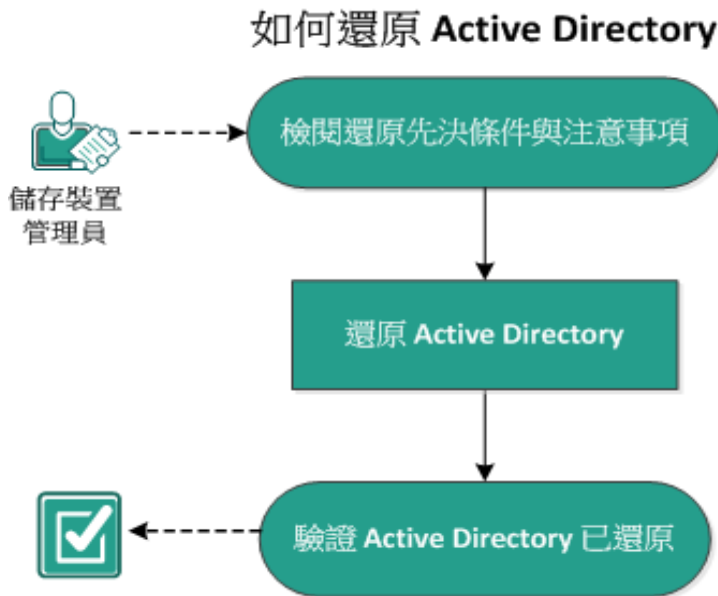 如何還原 Active Directory
檢閱還原先決條件與注意事項
儲存裝置
管理員
還原 Active Directory
驗證 Active Directory 已還原